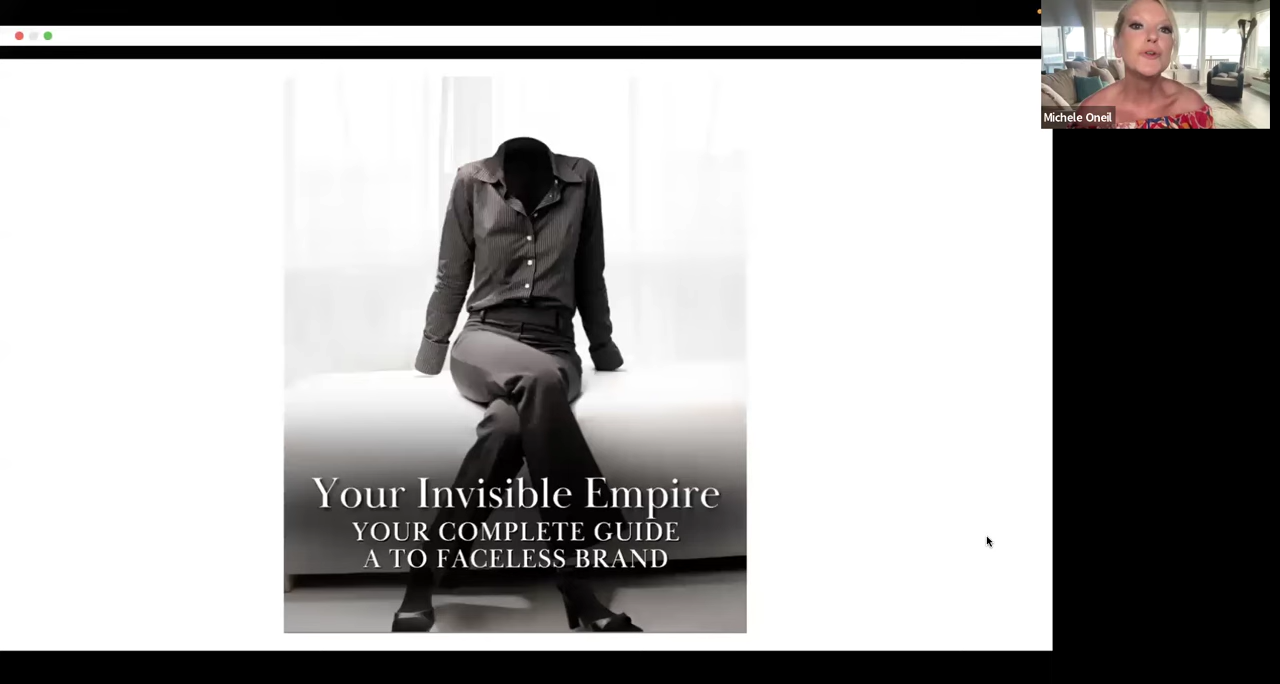 Michele Oneil
Your Invisible Empire
YOUR COMPLETE GUIDE
A TO FACELESS BRAND